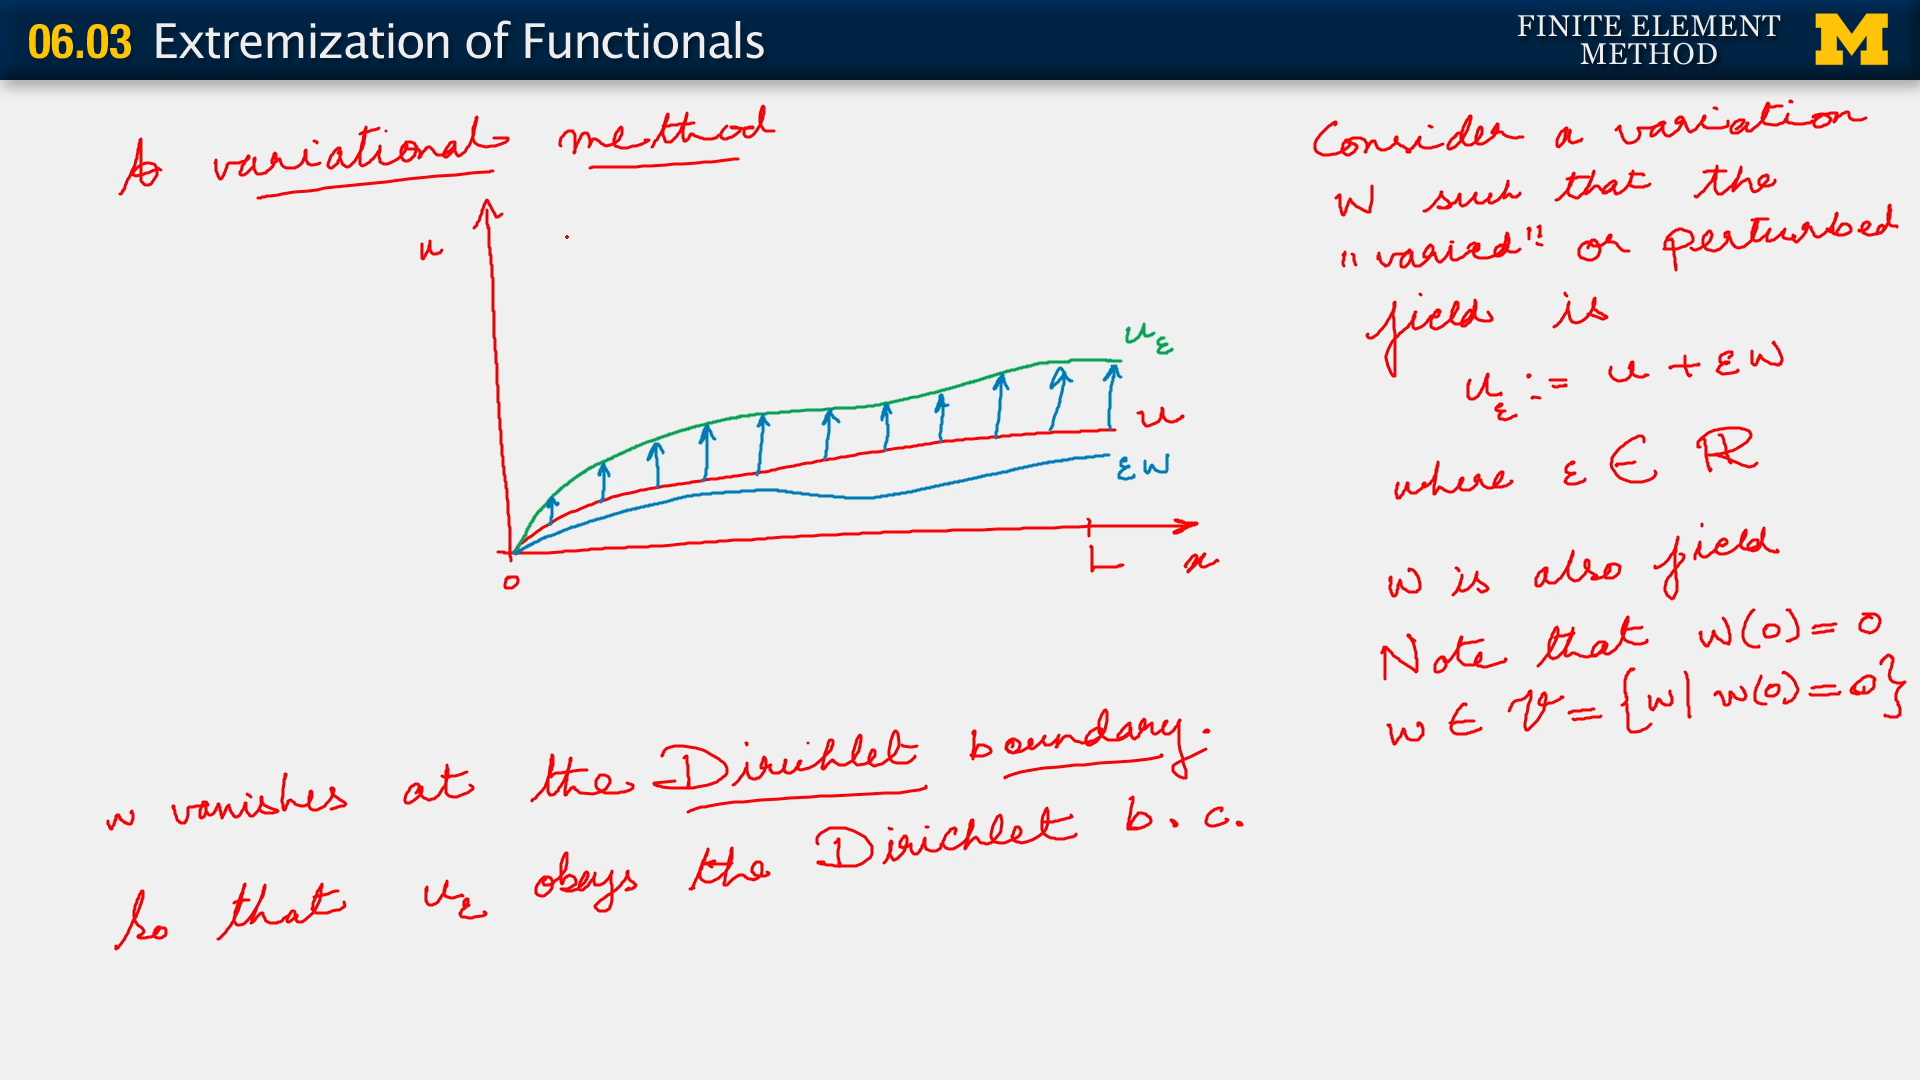 06.03 Extremization of Functionals
FINITE ELEMENT
METHOD
M
A variational method
u
u_ε
u
εw
0
L
x
Consider a variation
w such that the
"varied" or perturbed
field is
u_ε := u + εw
where ε ∈ ℝ
w is also field
Note that w(0) = 0
w ∈ 𝒱 = {w | w(0) = 0}
w vanishes at the Dirichlet boundary.
So that u_ε obeys the Dirichlet b.c.